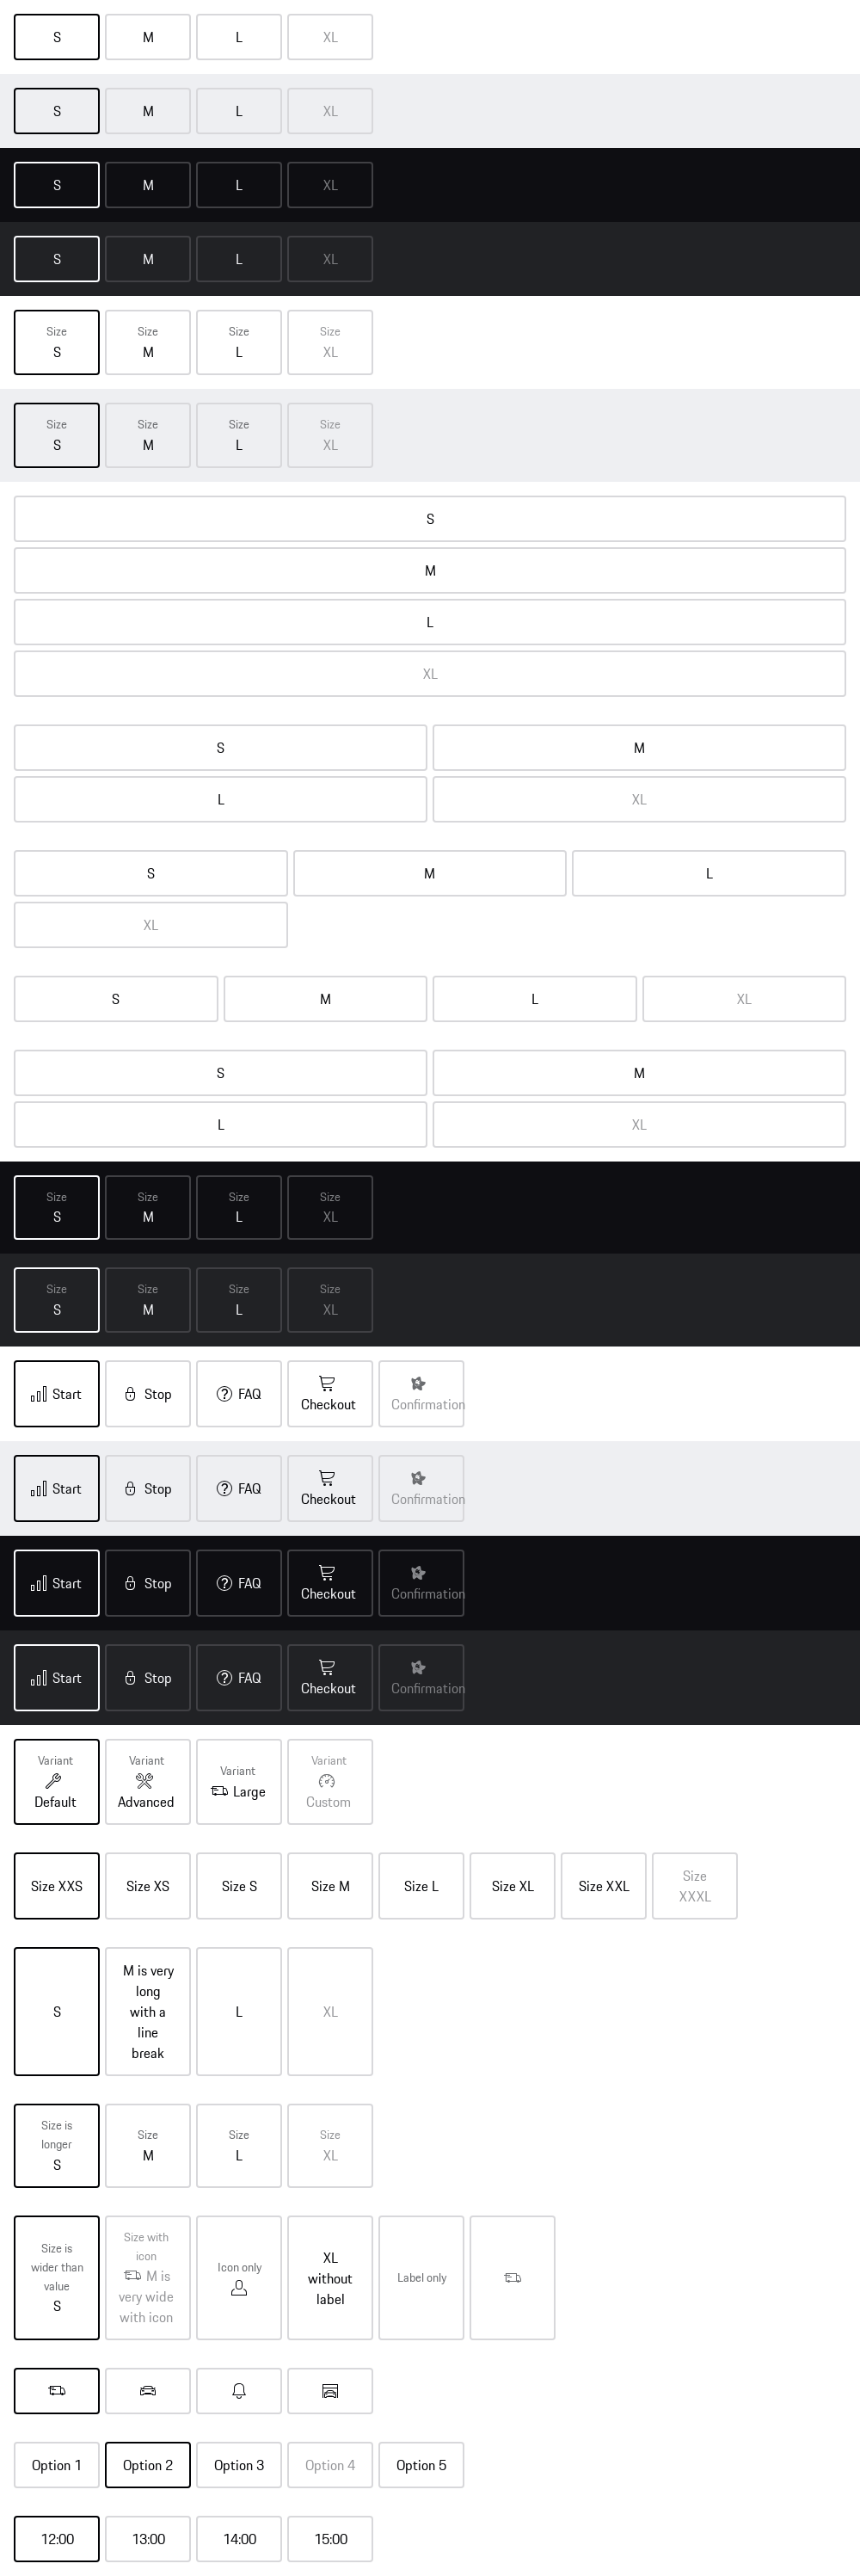 S M L XL
S M L XL
S M L XL
S M L XL
Size Size Size Size
S M L XL
Size Size Size Size
S M L XL
S
M
L
XL
S M
L XL
S M L
XL
S M L XL
S M
L XL
Size Size Size Size
S M L XL
Size Size Size Size
S M L XL
Start Stop FAQ Checkout Confirmation
Start Stop FAQ Checkout Confirmation
Start Stop FAQ Checkout Confirmation
Start Stop FAQ Checkout Confirmation
Variant
Default
Variant
Advanced
Variant
Large
Variant
Custom
Size XXS Size XS Size S Size M Size L Size XL Size XXL
Size
XXXL
S
M is very
long
with a
line
break
L
XL
Size is
longer
S
Size
M
Size
L
Size
XL
Size is
wider than
value
S
Size with
icon
M is
very wide
with icon
Icon only
XL
without
label
Label only
Option 1 Option 2 Option 3 Option 4 Option 5
12:00 13:00 14:00 15:00